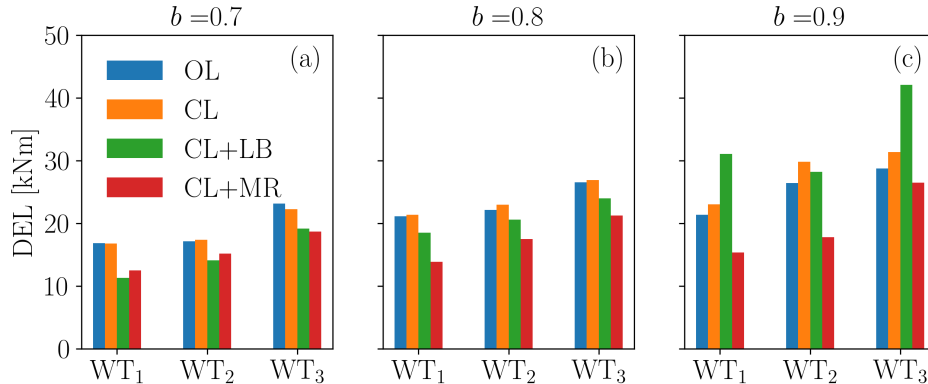 b =0.7
b =0.8
b =0.9
DEL [kNm]
50
40
30
20
10
0
(a)
OL
CL
CL+LB
CL+MR
(b)
(c)
WT₁ WT₂ WT₃
WT₁ WT₂ WT₃
WT₁ WT₂ WT₃